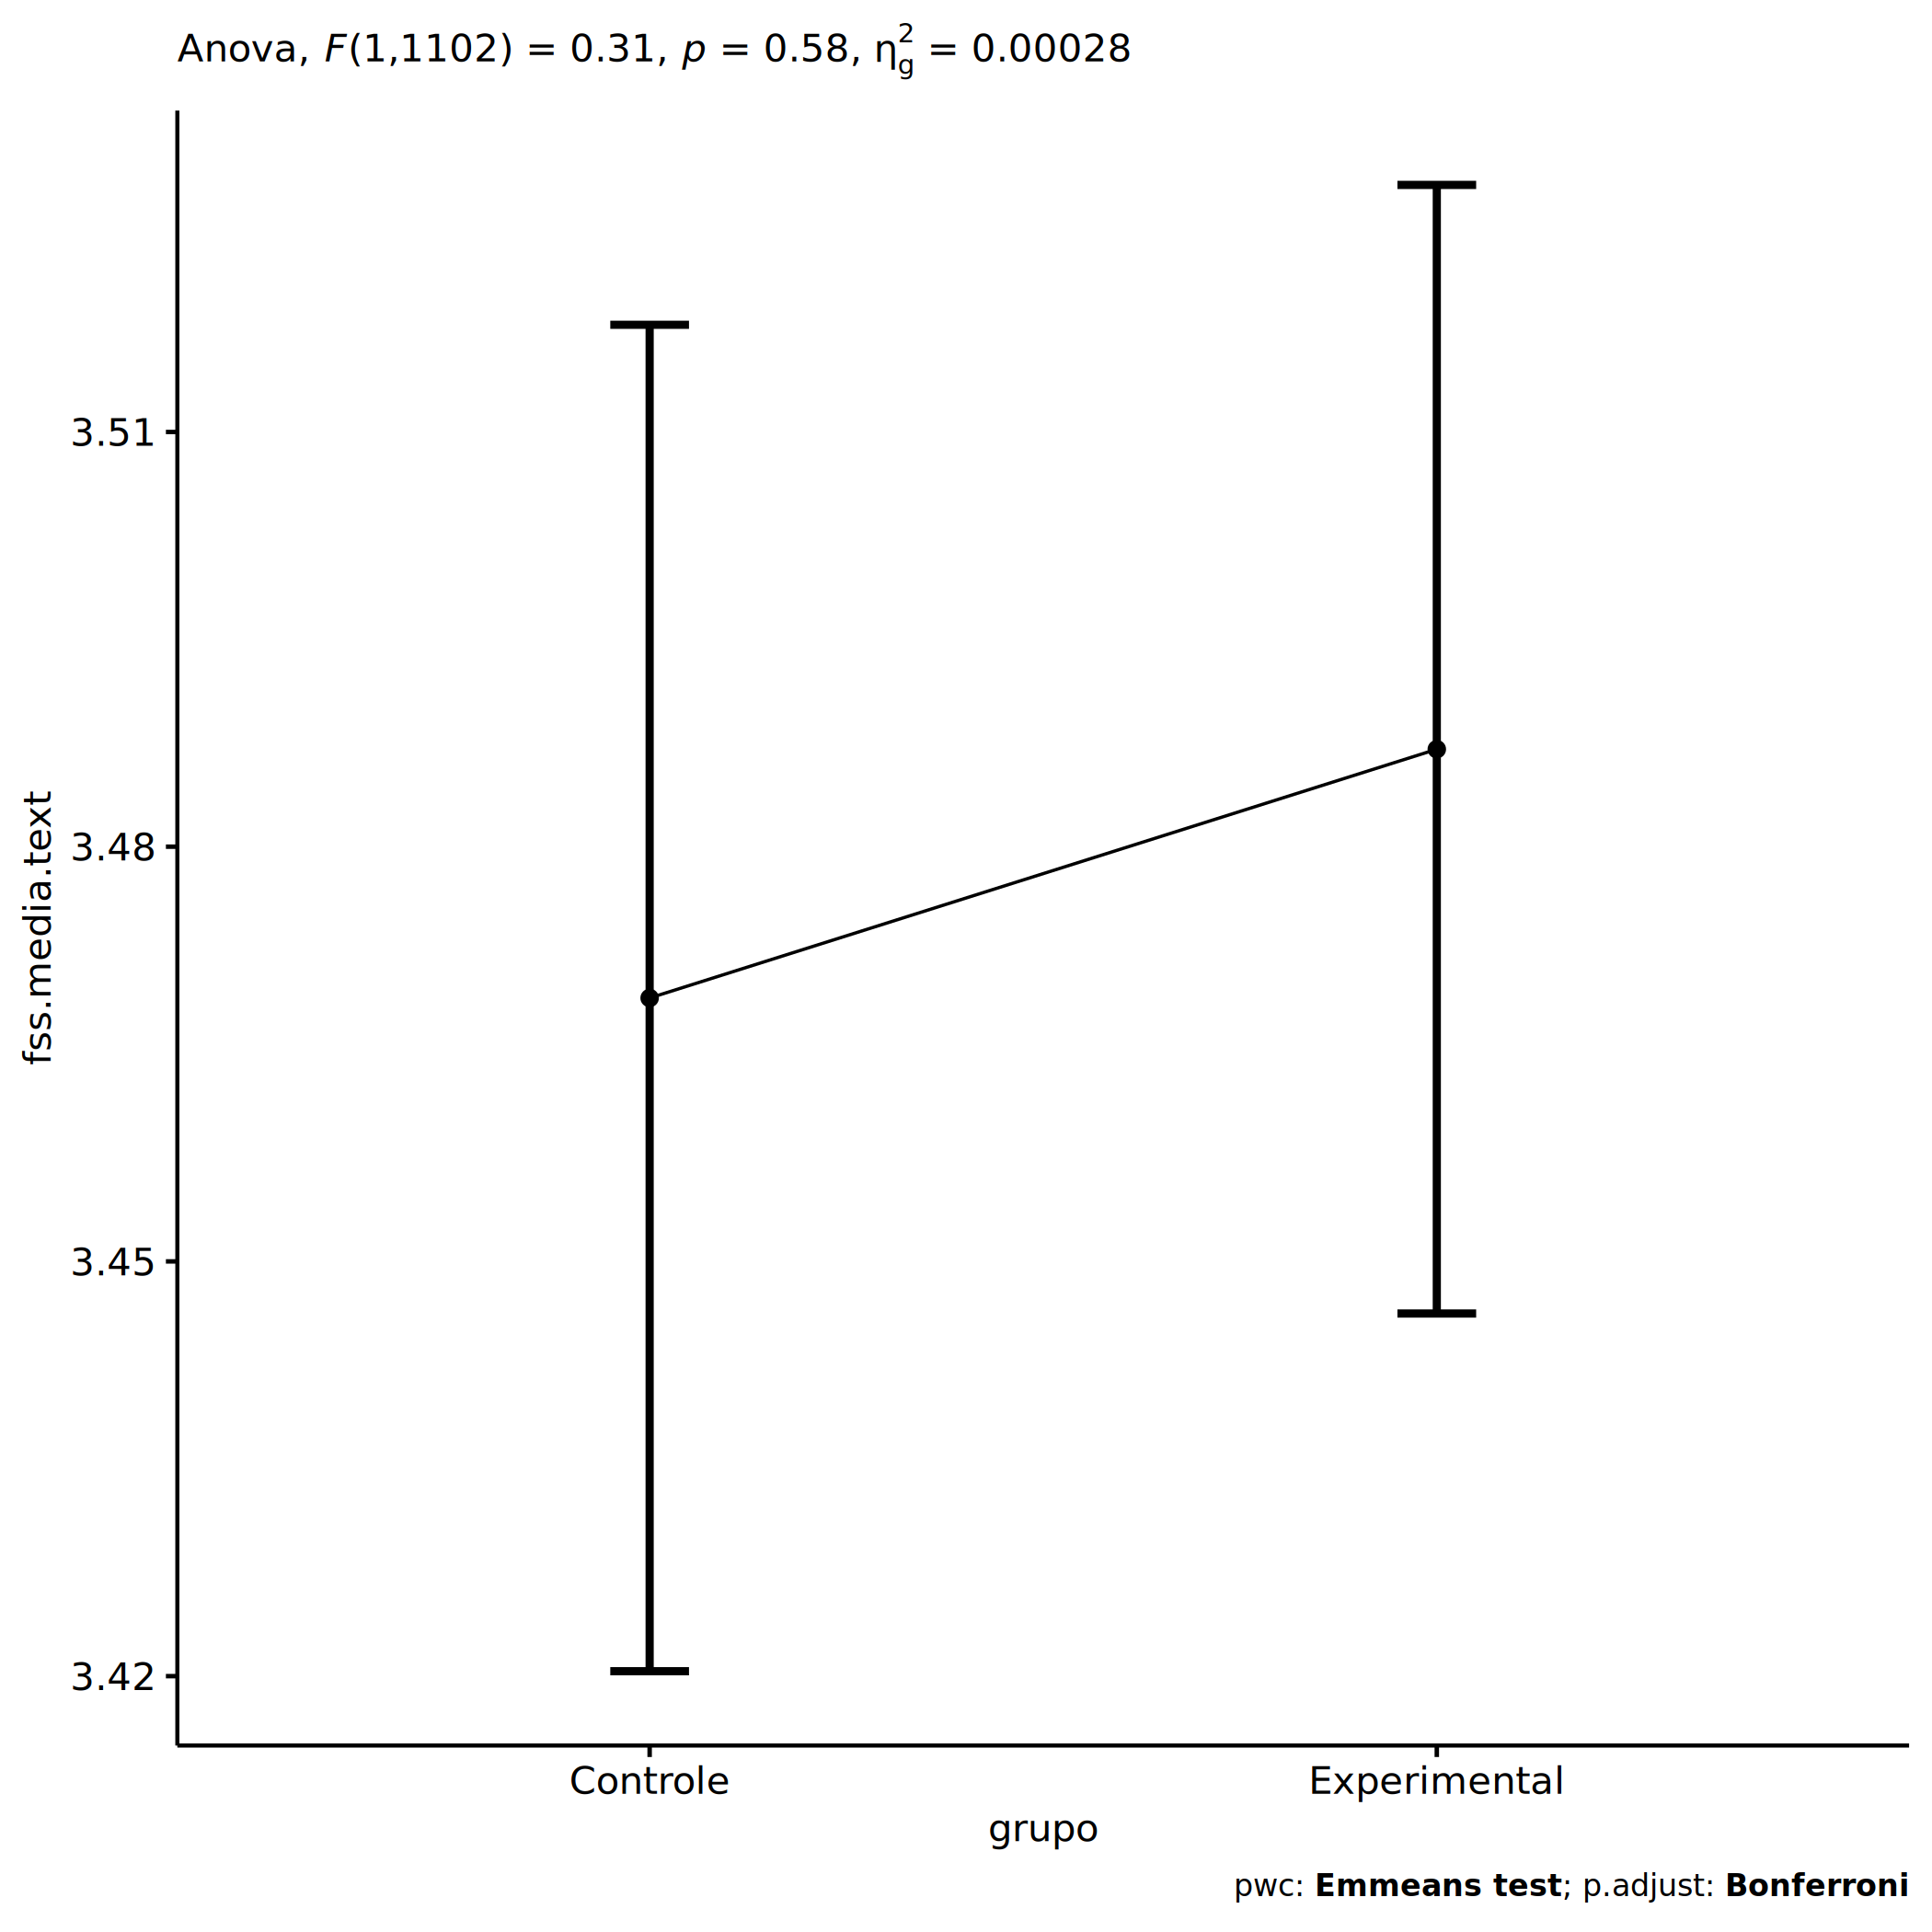 Anova, F(1,1102) = 0.31, p = 0.58, η²g = 0.00028
fss.media.text
3.51
3.48
3.45
3.42
Controle Experimental
grupo
pwc: Emmeans test; p.adjust: Bonferroni